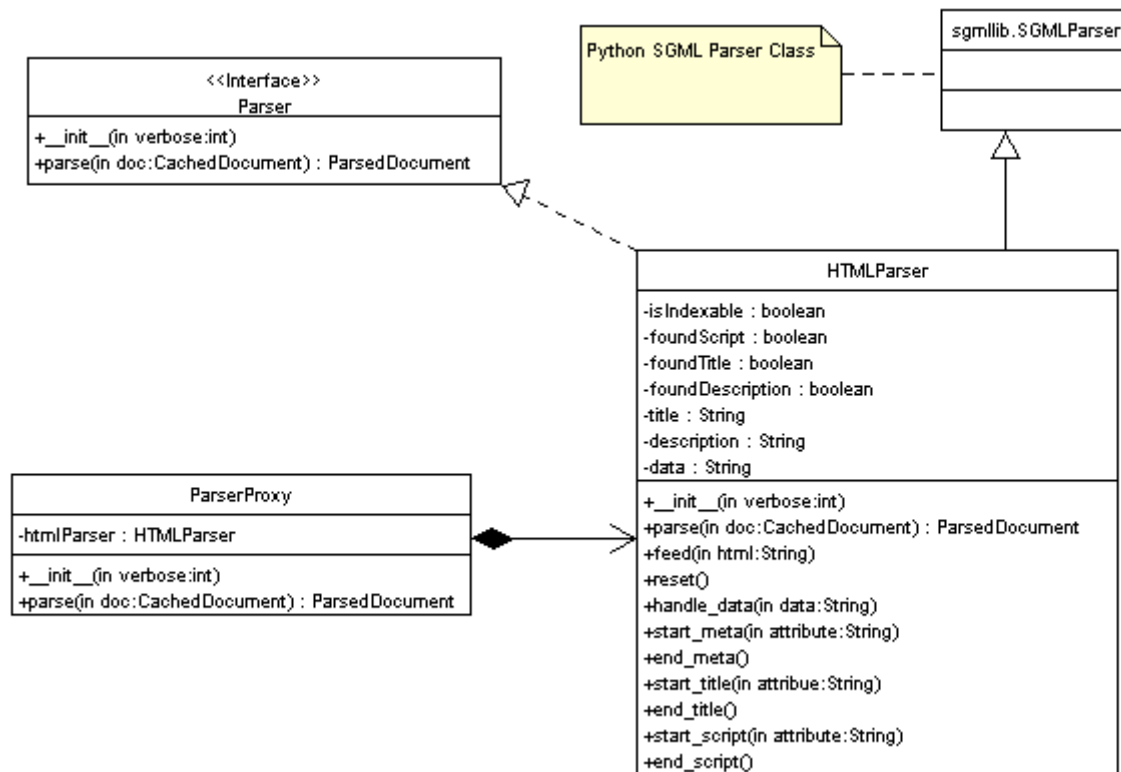 <<Interface>>
Parser
+__init__(in verbose:int)
+parse(in doc:CachedDocument) : ParsedDocument
Python SGML Parser Class
sgmllib.SGMLParser
HTMLParser
-isIndexable : boolean
-foundScript : boolean
-foundTitle : boolean
-foundDescription : boolean
-title : String
-description : String
-data : String
+__init__(in verbose:int)
+parse(in doc:CachedDocument) : ParsedDocument
+feed(in html:String)
+reset()
+handle_data(in data:String)
+start_meta(in attribute:String)
+end_meta()
+start_title(in attribue:String)
+end_title()
+start_script(in attribute:String)
+end_script()
ParserProxy
-htmlParser : HTMLParser
+__init__(in verbose:int)
+parse(in doc:CachedDocument) : ParsedDocument